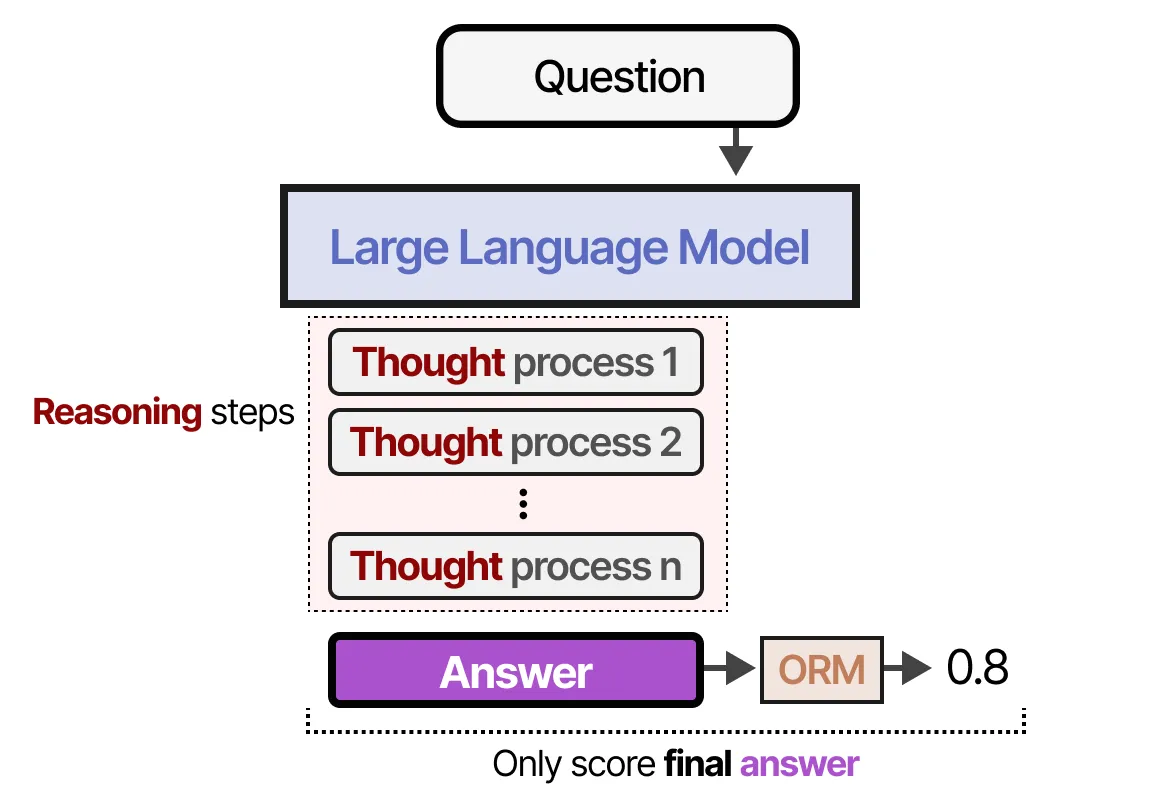 Question
Large Language Model
Thought process 1
Reasoning steps
Thought process 2
Thought process n
Answer
ORM
0.8
Only score final answer